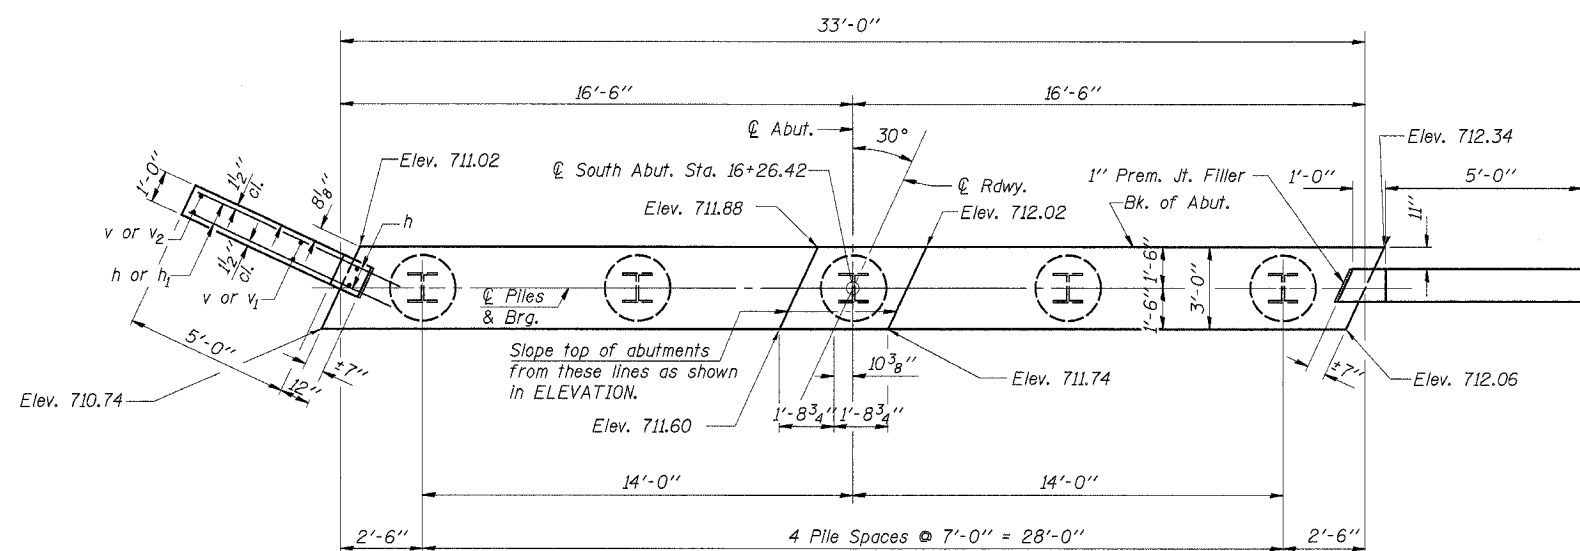 33'-0"
16'-6"
16'-6"
℄ Abut.
30°
Elev. 712.34
Elev. 711.02
℄ South Abut. Sta. 16+26.42
℄ Rdwy.
1" Prem. Jt. Filler
1'-0"
5'-0"
1'-0"
1½" cl.
8⅛"
h
Elev. 711.88
Elev. 712.02
Bk. of Abut.
11"
v or v₂
h or h₁
1½" cl.
v or v₁
℄ Piles
& Brg.
1'-6"
1'-6"
3'-0"
5'-0"
12"
±7"
Slope top of abutments
from these lines as shown
in ELEVATION.
10⅜"
Elev. 711.74
±7"
Elev. 712.06
Elev. 710.74
1'-8¾"
1'-8¾"
Elev. 711.60
14'-0"
14'-0"
2'-6"
4 Pile Spaces @ 7'-0" = 28'-0"
2'-6"